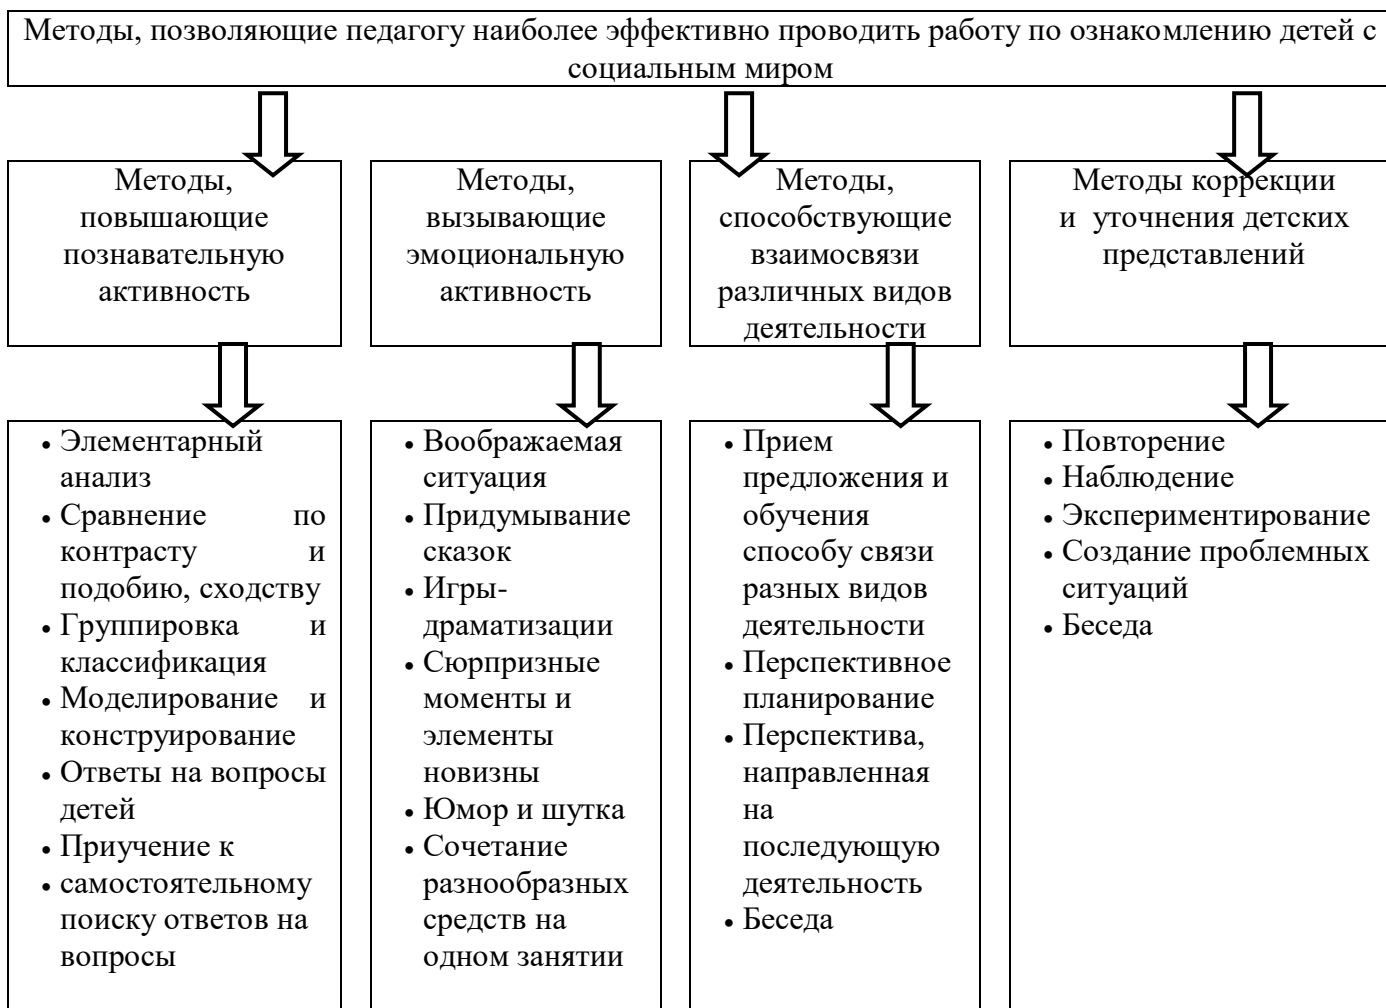 Методы, позволяющие педагогу наиболее эффективно проводить работу по ознакомлению детей с
социальным миром
Методы,
повышающие
познавательную
активность
Методы,
вызывающие
эмоциональную
активность
Методы,
способствующие
взаимосвязи
различных видов
деятельности
Методы коррекции
и уточнения детских
представлений
• Элементарный
анализ
• Сравнение по
контрасту и
подобию, сходству
• Группировка и
классификация
• Моделирование и
конструирование
• Ответы на вопросы
детей
• Приучение к
• самостоятельному
поиску ответов на
вопросы
• Воображаемая
ситуация
• Придумывание
сказок
• Игры-
драматизации
• Сюрпризные
моменты и
элементы
новизны
• Юмор и шутка
• Сочетание
разнообразных
средств на
одном занятии
• Прием
предложения и
обучения
способу связи
разных видов
деятельности
• Перспективное
планирование
• Перспектива,
направленная
на
последующую
деятельность
• Беседа
• Повторение
• Наблюдение
• Экспериментирование
• Создание проблемных
ситуаций
• Беседа